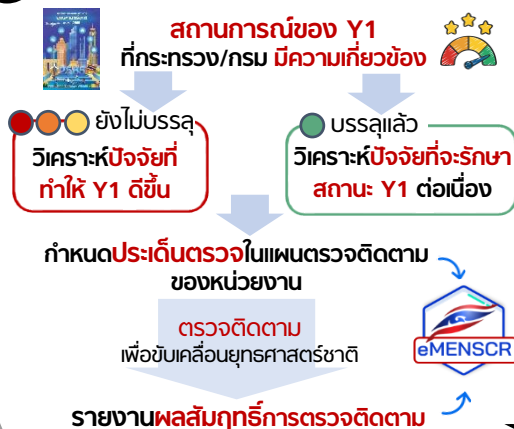 สถานการณ์ของ Y1
ที่กระทรวง/กรม มีความเกี่ยวข้อง
ยังไม่บรรลุ
วิเคราะห์ปัจจัยที่
ทำให้ Y1 ดีขึ้น
บรรลุแล้ว
วิเคราะห์ปัจจัยที่จะรักษา
สถานะ Y1 ต่อเนื่อง
กำหนดประเด็นตรวจในแผนตรวจติดตาม
ของหน่วยงาน
ตรวจติดตาม
เพื่อขับเคลื่อนยุทธศาสตร์ชาติ
eMENSCR
รายงานผลสัมฤทธิ์การตรวจติดตาม